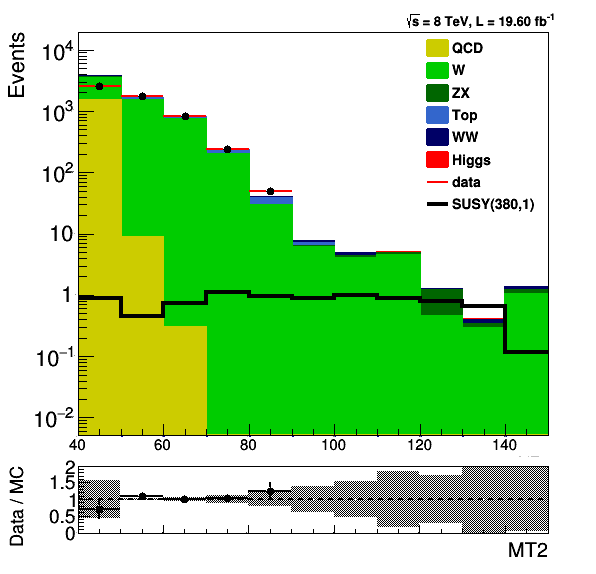 √s = 8 TeV, L = 19.60 fb⁻¹
Events
10⁴
10³
10²
10
1
10⁻¹
10⁻²
QCD
W
ZX
Top
WW
Higgs
data
SUSY(380,1)
40 60 80 100 120 140
Data / MC
2
1.5
1
0.5
0
MT2